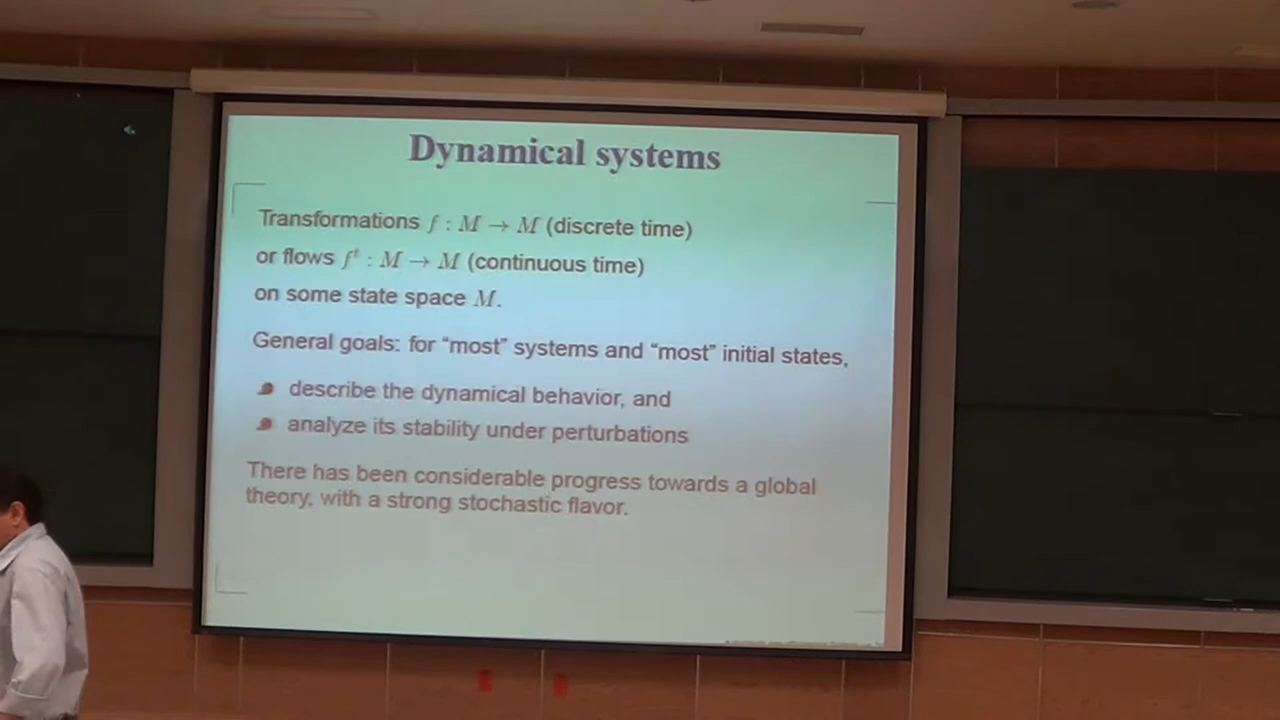 Dynamical systems
Transformations f : M → M (discrete time)
or flows fᵗ : M → M (continuous time)
on some state space M.
General goals: for “most” systems and “most” initial states,
describe the dynamical behavior, and
analyze its stability under perturbations
There has been considerable progress towards a global
theory, with a strong stochastic flavor.